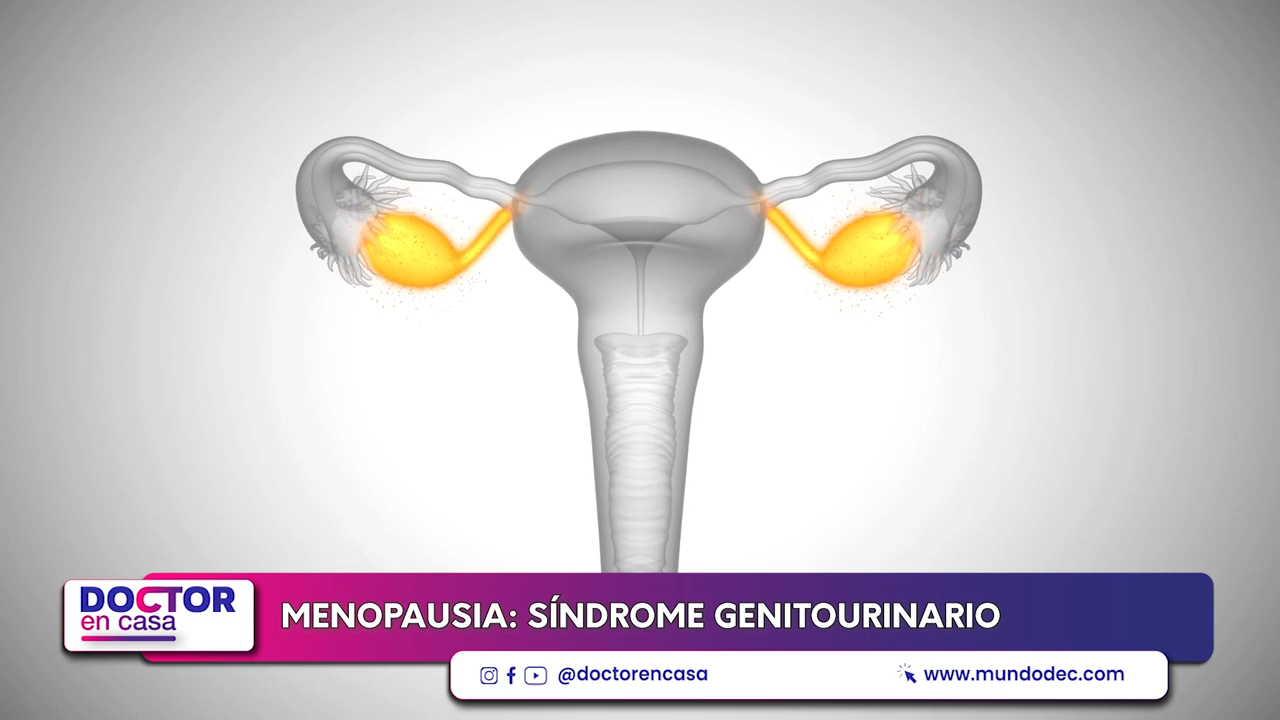 DOCTOR
en casa
MENOPAUSIA: SÍNDROME GENITOURINARIO
@doctorencasa
www.mundodec.com